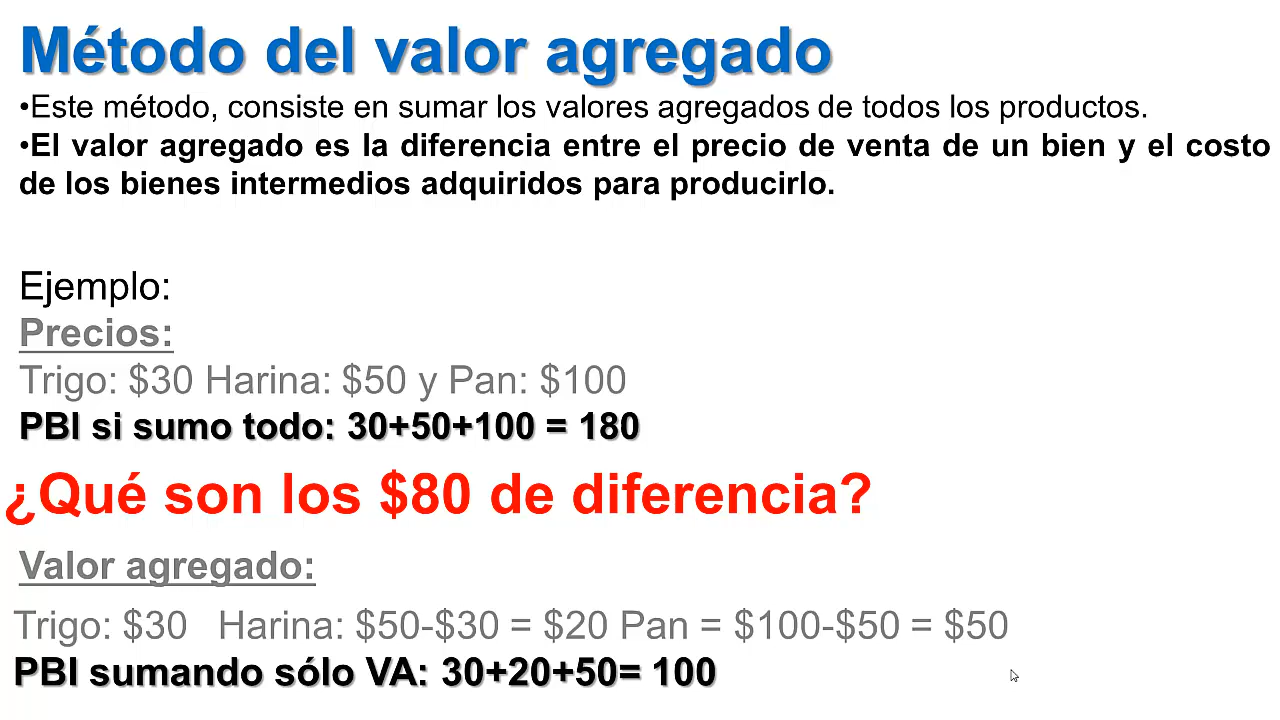 Método del valor agregado
•Este método, consiste en sumar los valores agregados de todos los productos.
•El valor agregado es la diferencia entre el precio de venta de un bien y el costo
de los bienes intermedios adquiridos para producirlo.
Ejemplo:
Precios:
Trigo: $30 Harina: $50 y Pan: $100
PBI si sumo todo: 30+50+100 = 180
¿Qué son los $80 de diferencia?
Valor agregado:
Trigo: $30 Harina: $50-$30 = $20 Pan = $100-$50 = $50
PBI sumando sólo VA: 30+20+50= 100